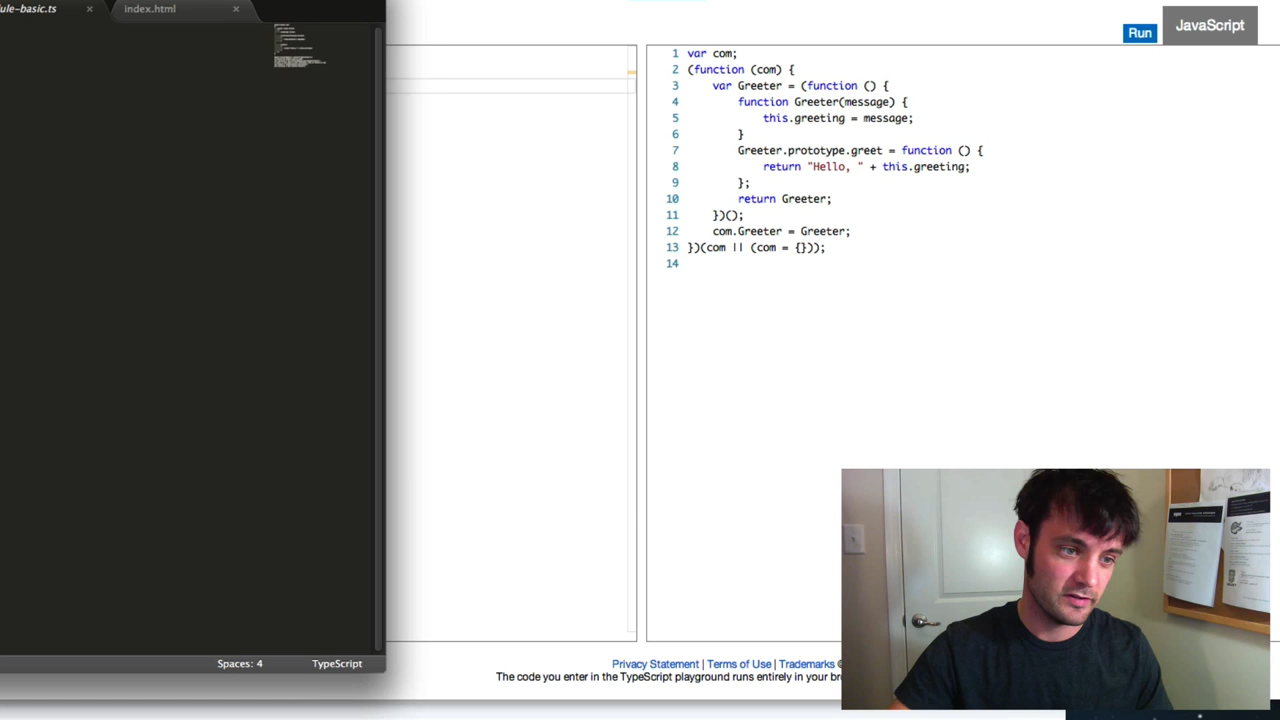 ule-basic.ts
index.html
Run
JavaScript
1 var com;
2 (function (com) {
3 var Greeter = (function () {
4 function Greeter(message) {
5 this.greeting = message;
6 }
7 Greeter.prototype.greet = function () {
8 return "Hello, " + this.greeting;
9 };
10 return Greeter;
11 })();
12 com.Greeter = Greeter;
13 })(com || (com = {}));
14
Spaces: 4
TypeScript
Privacy Statement | Terms of Use | Trademarks ©
The code you enter in the TypeScript playground runs entirely in your bro